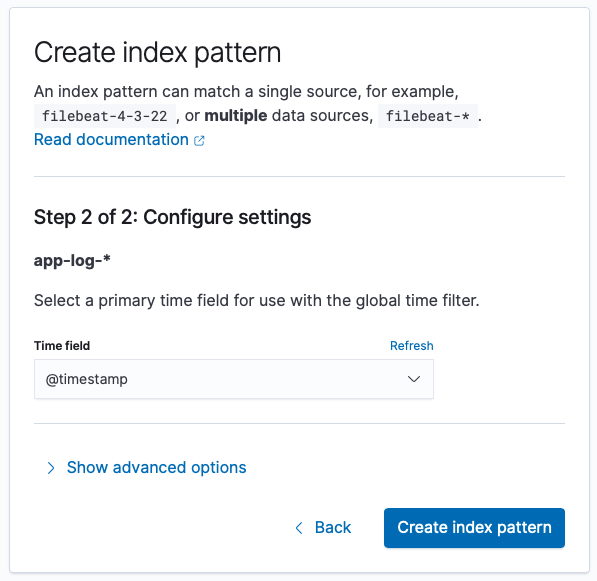 Create index pattern
An index pattern can match a single source, for example,
filebeat-4-3-22 , or multiple data sources, filebeat-* .
Read documentation
Step 2 of 2: Configure settings
app-log-*
Select a primary time field for use with the global time filter.
Time field Refresh
@timestamp
Show advanced options
Back Create index pattern